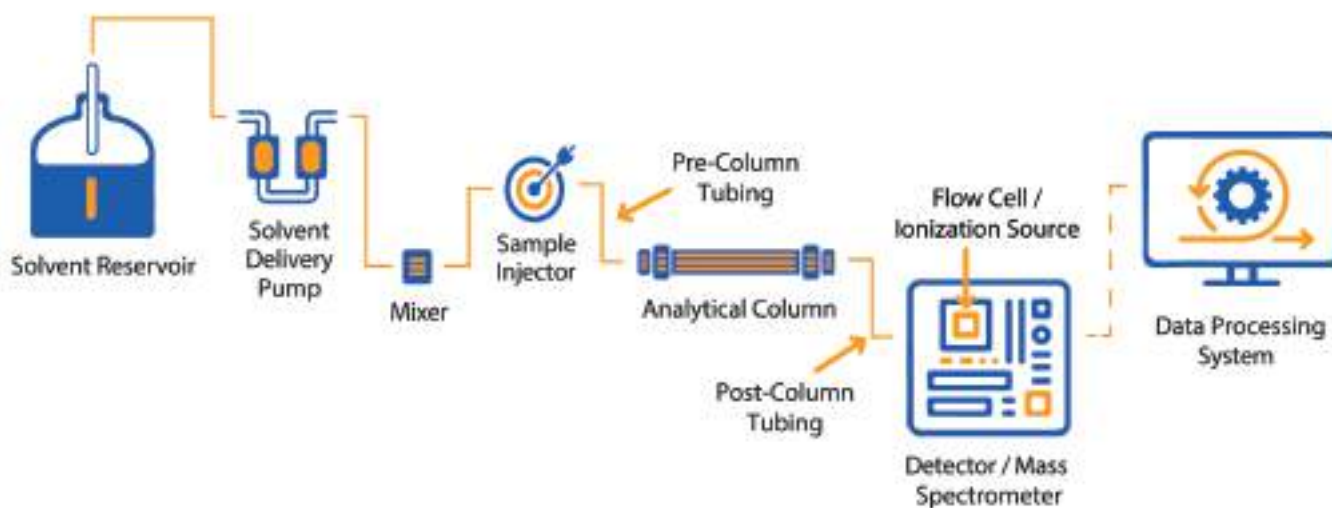 Solvent Reservoir
Solvent
Delivery
Pump
Mixer
Sample
Injector
Pre-Column
Tubing
Analytical Column
Post-Column
Tubing
Flow Cell /
Ionization Source
Detector / Mass
Spectrometer
Data Processing
System